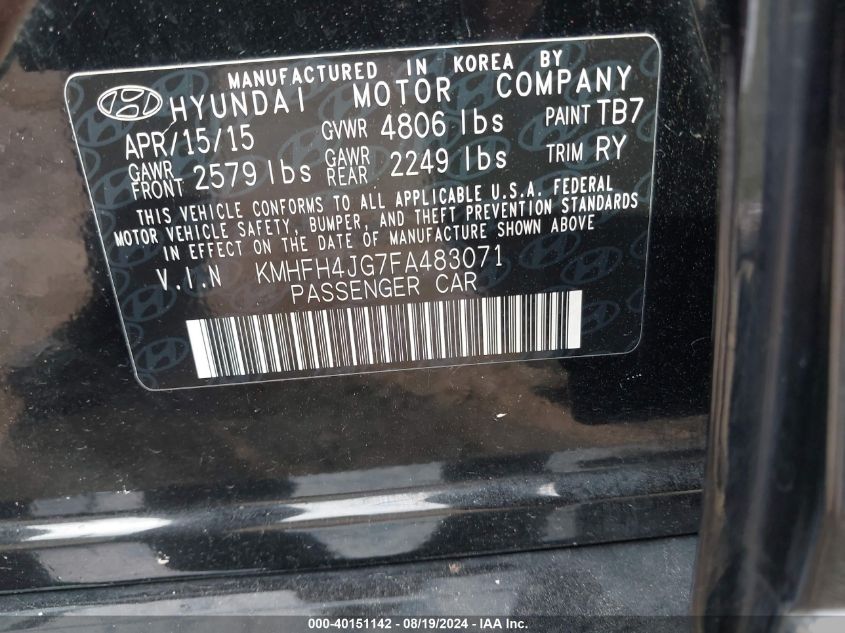 MANUFACTURED IN KOREA BY
HYUNDAI MOTOR COMPANY
APR/15/15 GVWR 4806 lbs PAINT TB7
GAWR FRONT 2579 lbs GAWR REAR 2249 lbs TRIM RY
THIS VEHICLE CONFORMS TO ALL APPLICABLE U.S.A. FEDERAL
MOTOR VEHICLE SAFETY, BUMPER, AND THEFT PREVENTION STANDARDS
IN EFFECT ON THE DATE OF MANUFACTURE SHOWN ABOVE
V.I.N KMHFH4JG7FA483071
PASSENGER CAR
000-40151142 - 08/19/2024 - IAA Inc.